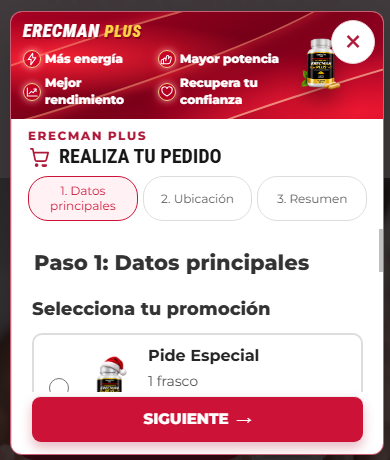 ERECMAN PLUS
Más energía
Mayor potencia
Mejor
rendimiento
Recupera tu
confianza
ERECMAN PLUS
REALIZA TU PEDIDO
1. Datos
principales
2. Ubicación
3. Resumen
Paso 1: Datos principales
Selecciona tu promoción
Pide Especial
1 frasco
SIGUIENTE →